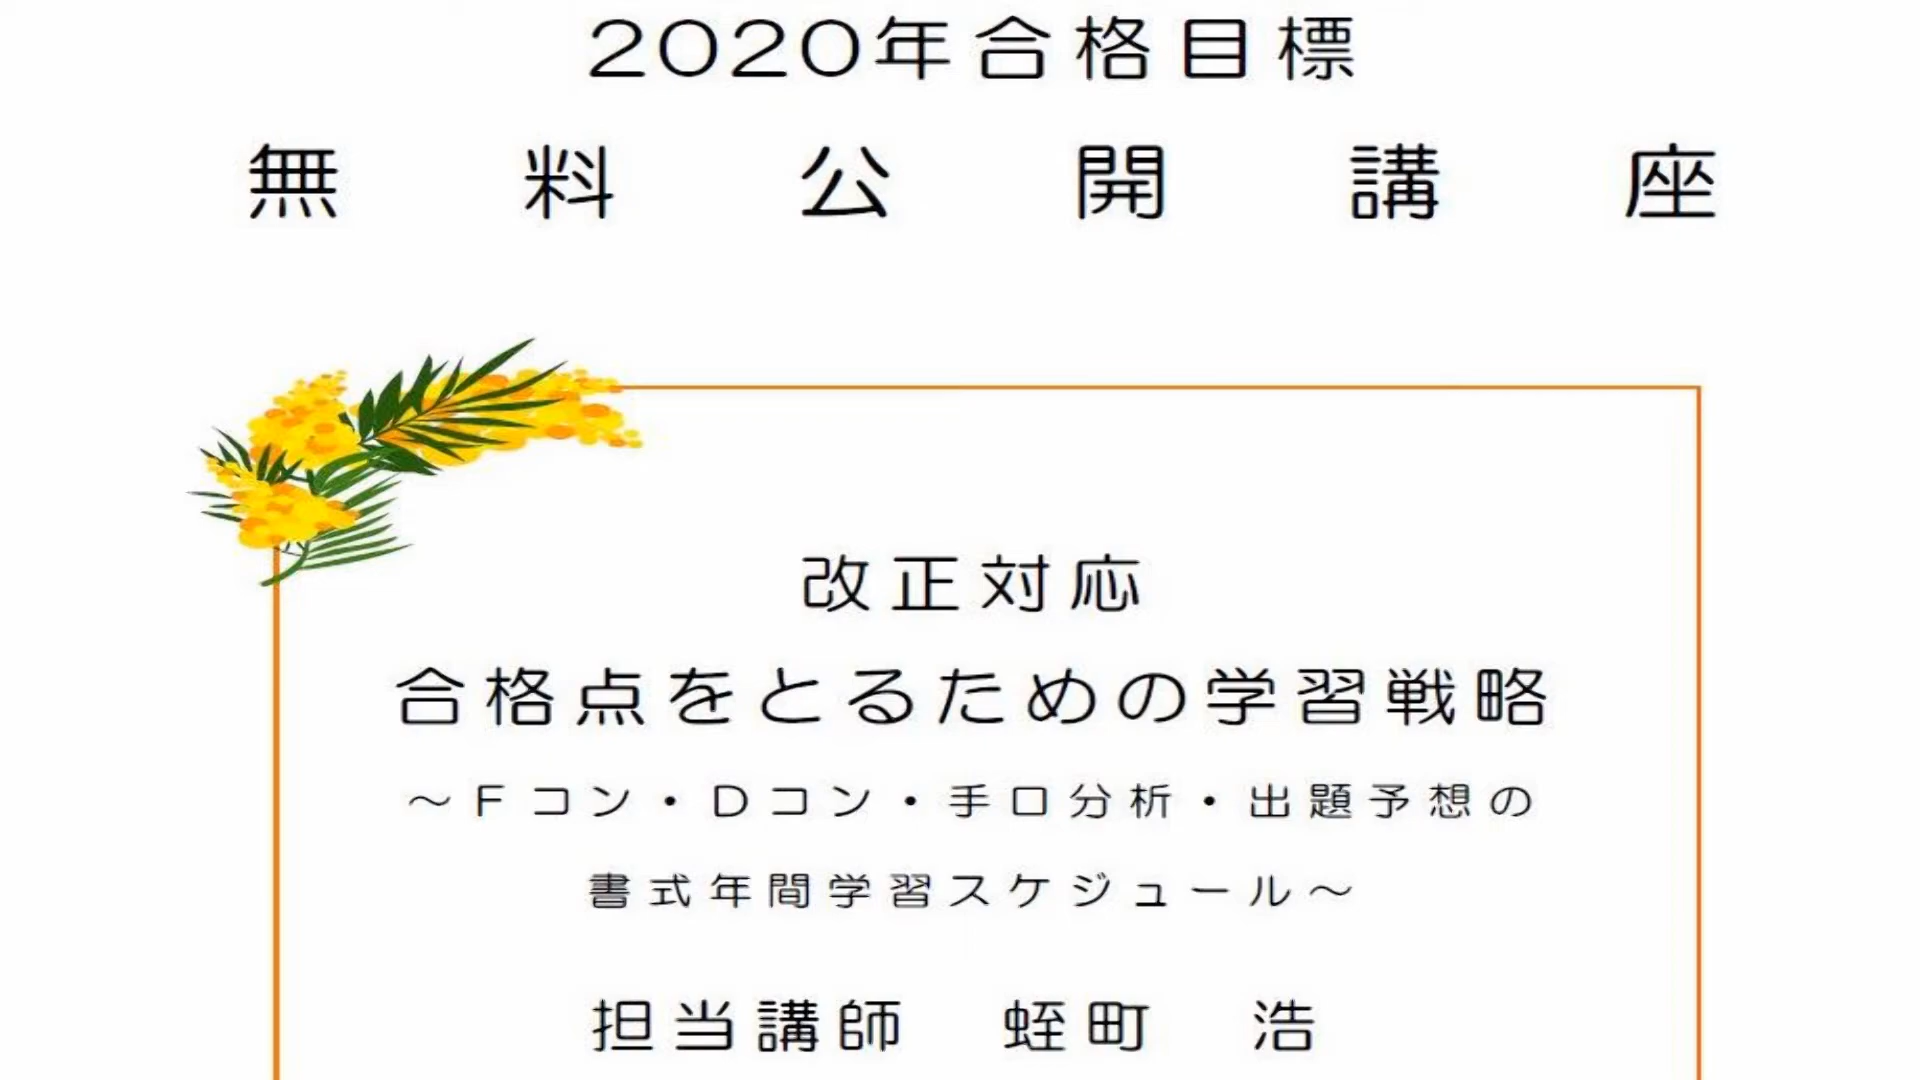 2020年合格目標
無料公開講座
改正対応
合格点をとるための学習戦略
～Fコン・Dコン・手口分析・出題予想の
書式年間学習スケジュール～
担当講師　蛭町　浩